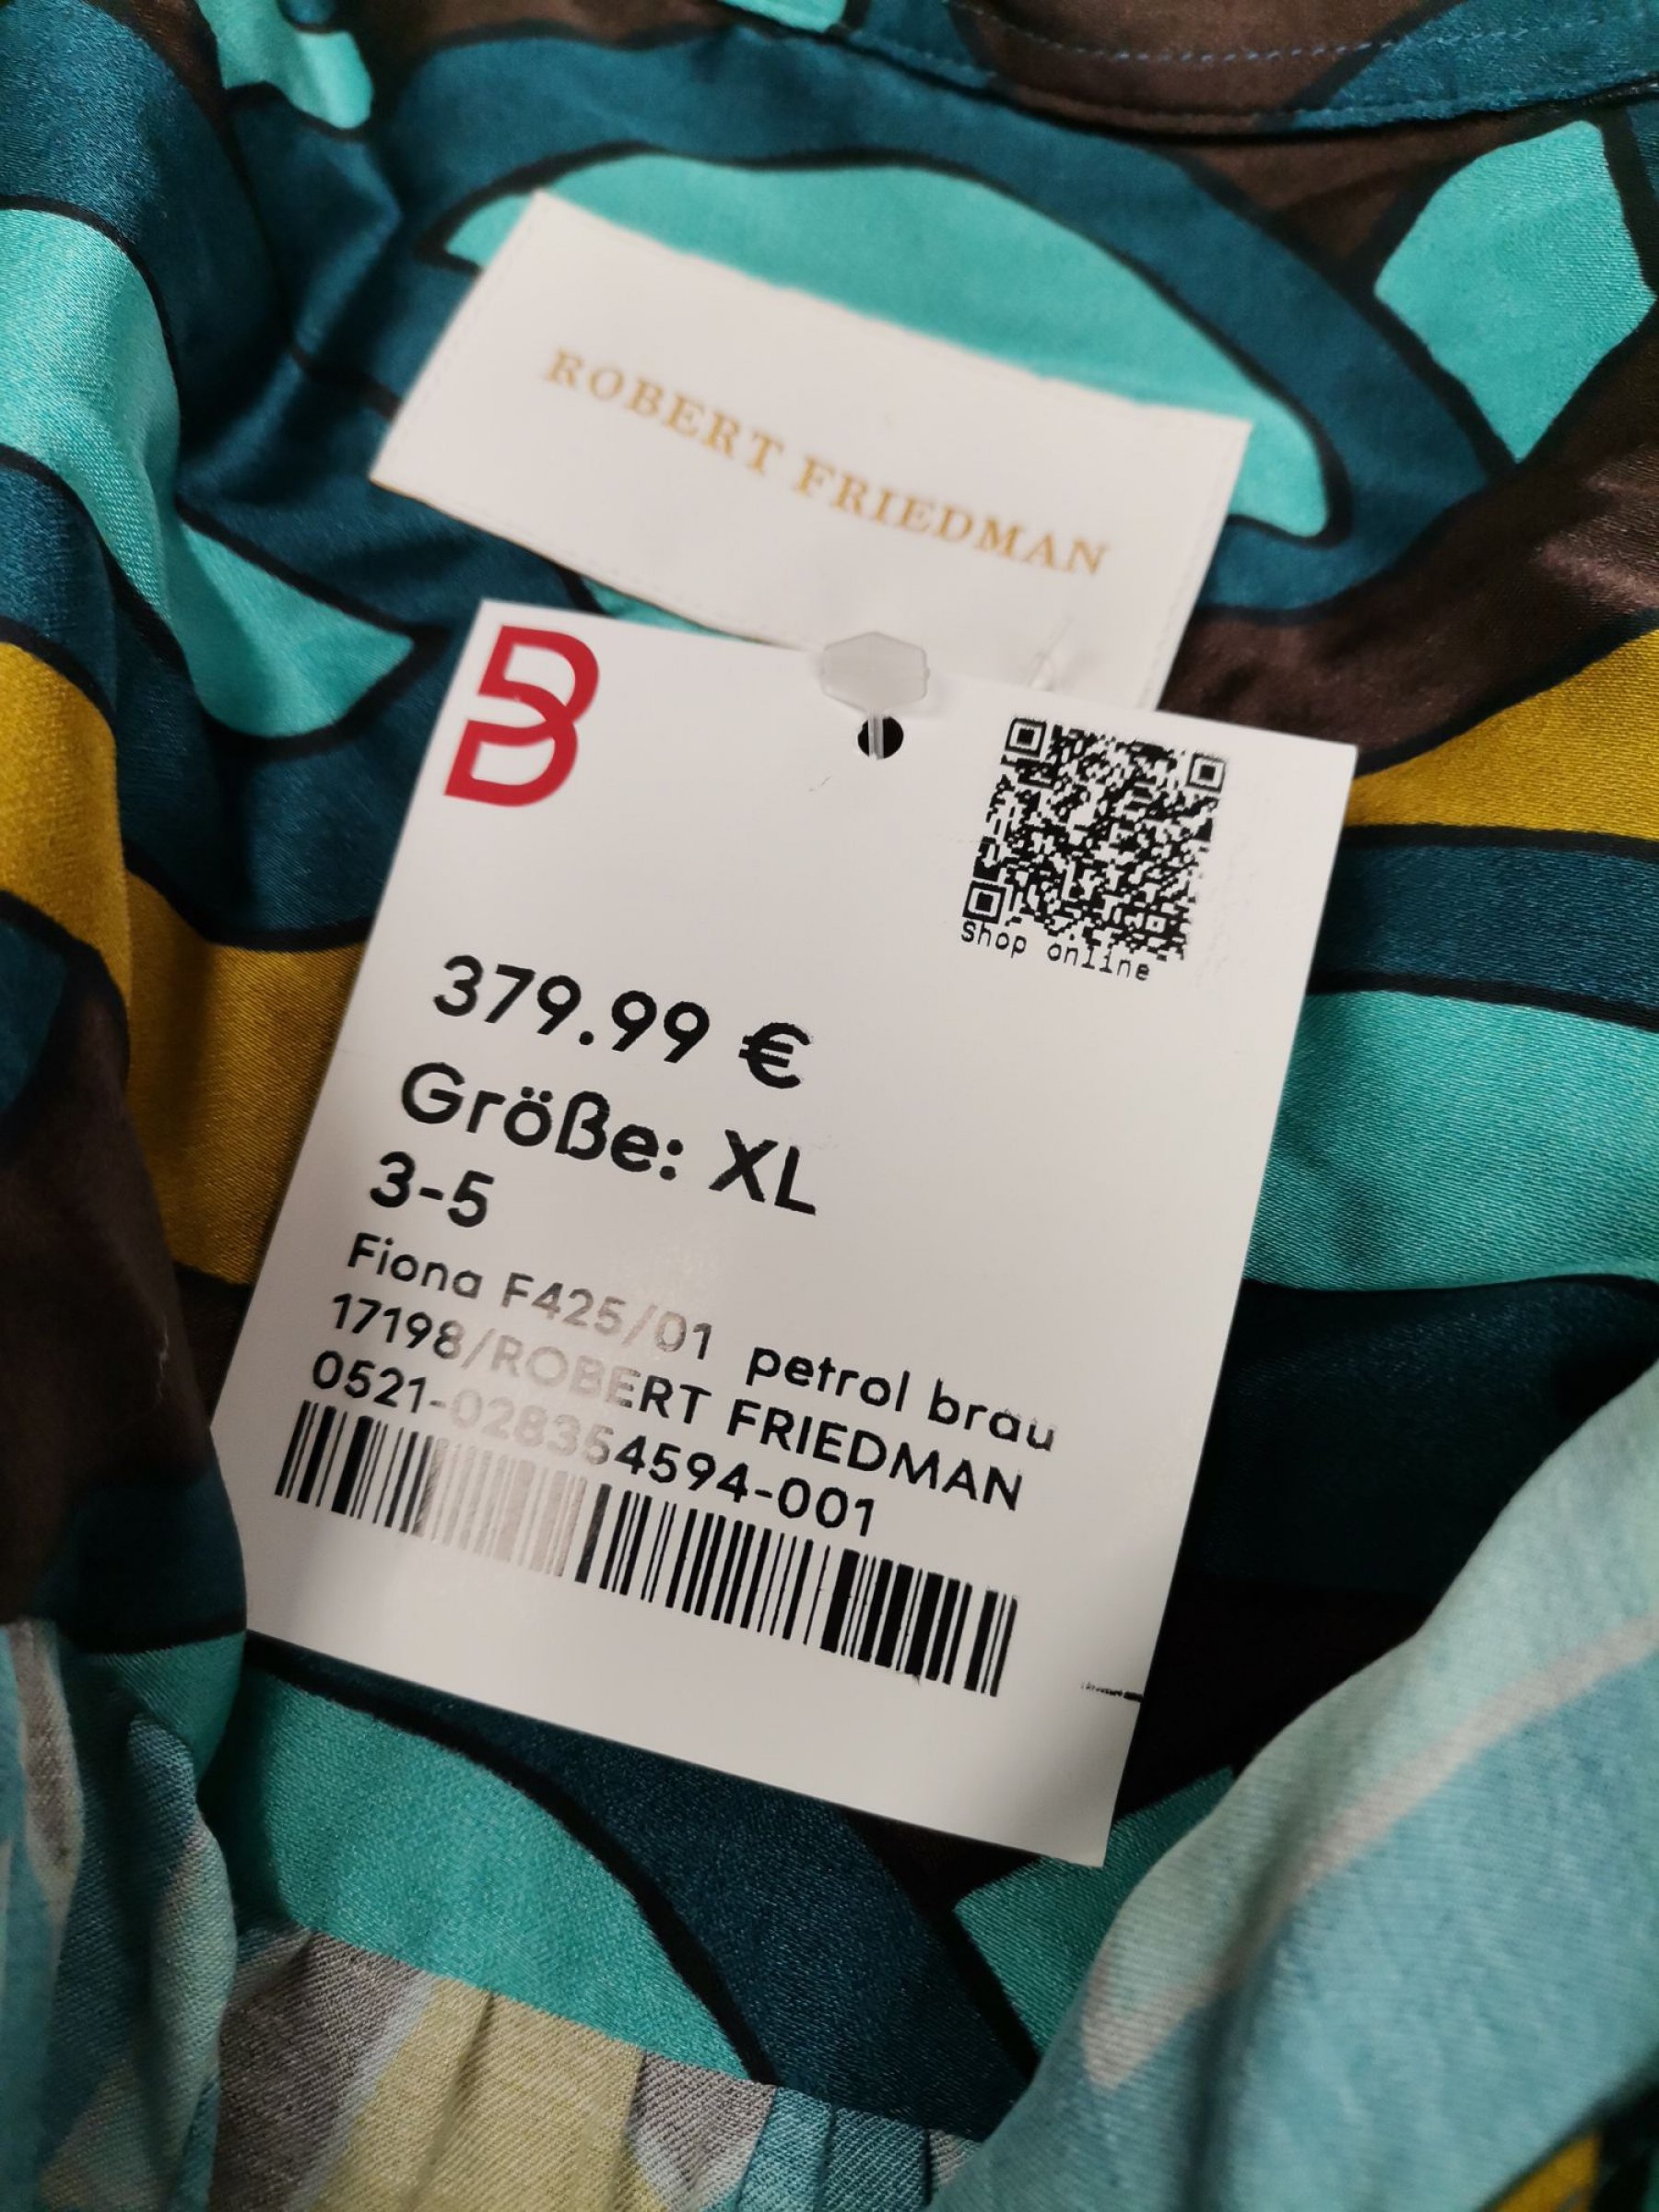 ROBERT FRIEDMAN
B
shop online
379.99 €
Größe: XL
3-5
Fiona F425/01 petrol brau
17198/ROBERT FRIEDMAN
0521-028354594-001